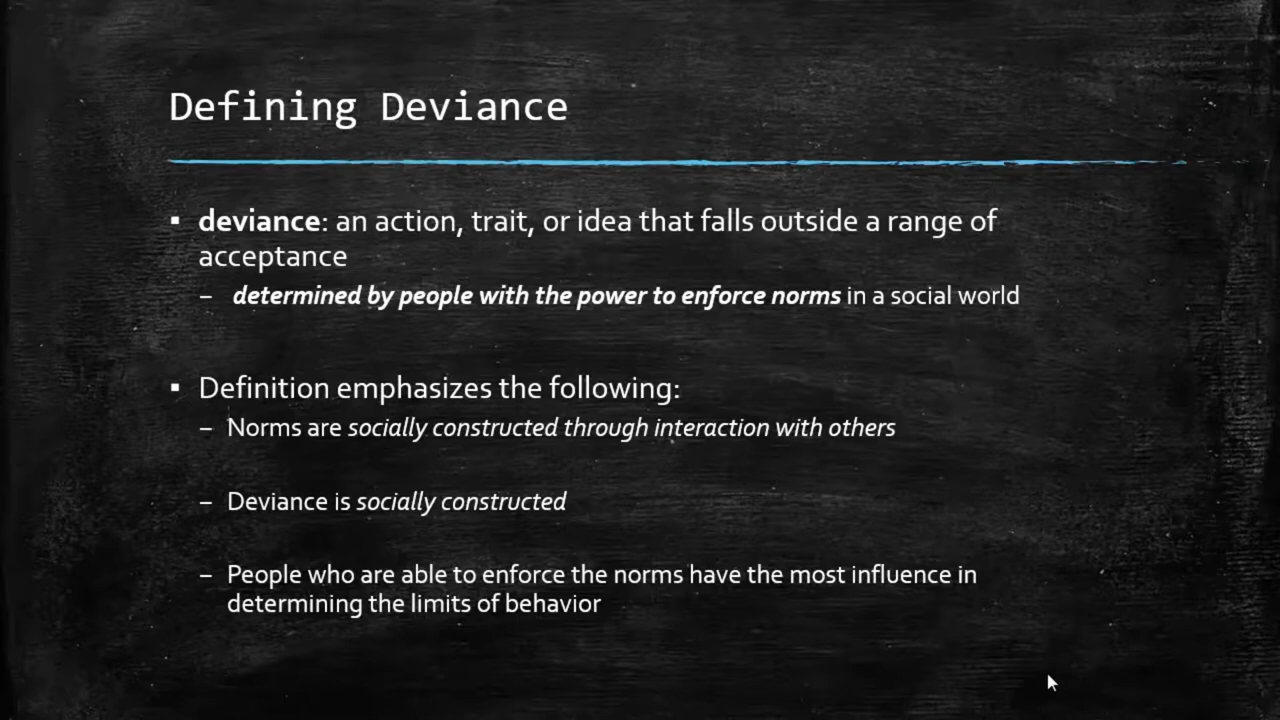 Defining Deviance
▪ deviance: an action, trait, or idea that falls outside a range of
acceptance
– determined by people with the power to enforce norms in a social world
▪ Definition emphasizes the following:
– Norms are socially constructed through interaction with others
– Deviance is socially constructed
– People who are able to enforce the norms have the most influence in
determining the limits of behavior